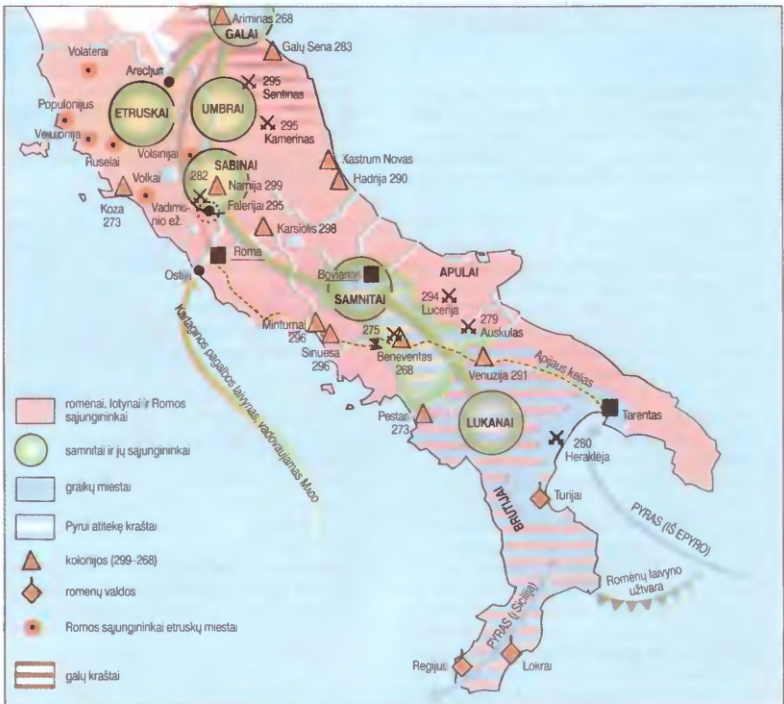 Ariminas 268
GALAI
Galų Sena 283
Volaterai
Arecijus
295
Sentinas
ETRUSKAI
UMBRAI
295
Kamerinas
Populonijus
Vetulonija
Ruselai
Volsinijai
SABINAI
Kastrum Novas
Hadrija 290
282
Narnija 299
Volkai
Koza
273
Vadimo-
nio ež.
Falerijai 295
Karsiolis 298
Roma
Ostija
Bovianas
SAMNITAI
APULAI
294
Lucerija
279
Auskulas
Minturnai
296
Sinuesa
296
275
Beneventas
268
Venuzija 291
Apijaus kelias
Kartaginos pagalbos laivynas, vadovaujamas Mago
Pestas
273
LUKANAI
Tarentas
280
Heraklėja
BRUTIJAI
Turijai
PYRAS (IŠ EPYRO)
Romėnų laivyno
užtvara
PYRAS (į Siciliją)
Regijus
Lokrai
romėnai, lotynai ir Romos
sąjungininkai
samnitai ir jų sąjungininkai
graikų miestai
Pyrui atitekę kraštai
kolonijos (299–268)
romėnų valdos
Romos sąjungininkai etruskų miestai
galų kraštai